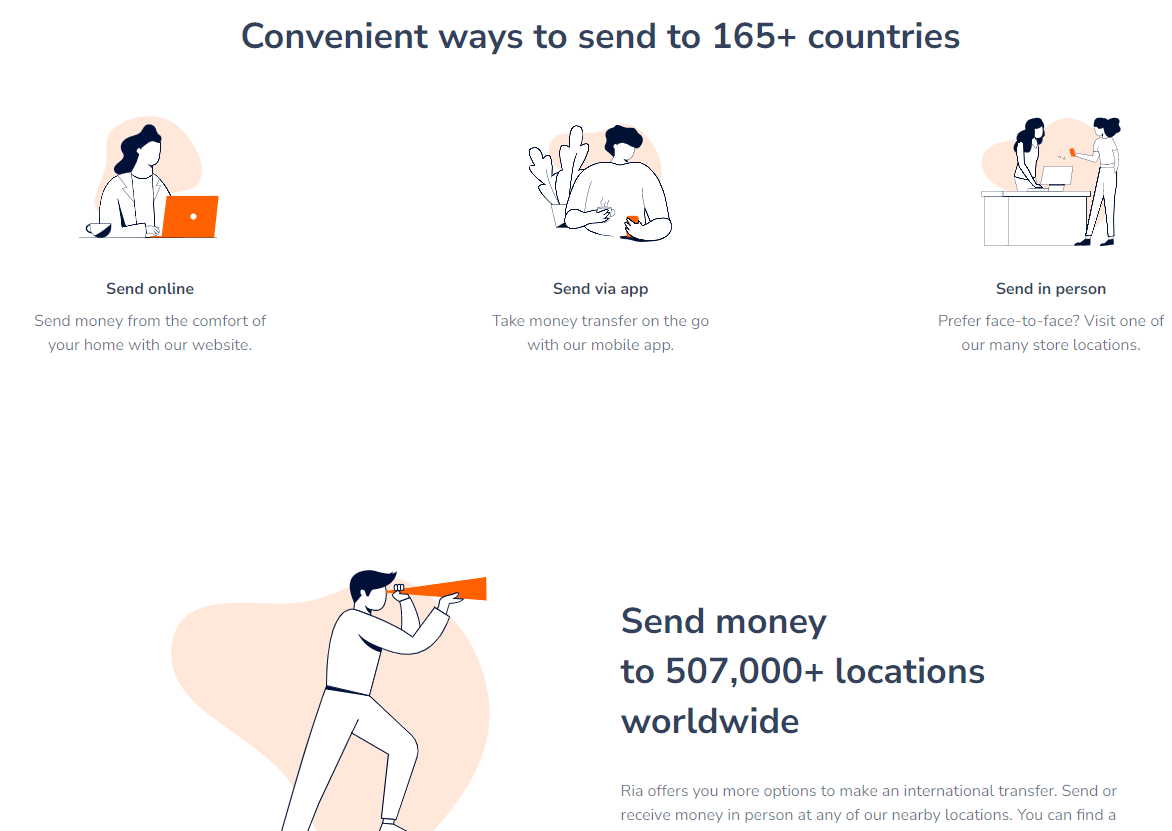 Convenient ways to send to 165+ countries
Send online
Send money from the comfort of
your home with our website.
Send via app
Take money transfer on the go
with our mobile app.
Send in person
Prefer face-to-face? Visit one of
our many store locations.
Send money
to 507,000+ locations
worldwide
Ria offers you more options to make an international transfer. Send or
receive money in person at any of our nearby locations. You can find a